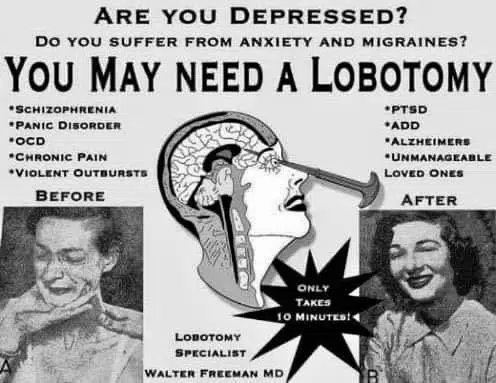 ARE YOU DEPRESSED?
DO YOU SUFFER FROM ANXIETY AND MIGRAINES?
YOU MAY NEED A LOBOTOMY
*SCHIZOPHRENIA
*PANIC DISORDER
*OCD
*CHRONIC PAIN
*VIOLENT OUTBURSTS
*PTSD
*ADD
*ALZHEIMERS
*UNMANAGEABLE
LOVED ONES
BEFORE
AFTER
ONLY
TAKES
10 MINUTES!
LOBOTOMY
SPECIALIST
WALTER FREEMAN MD
A
B